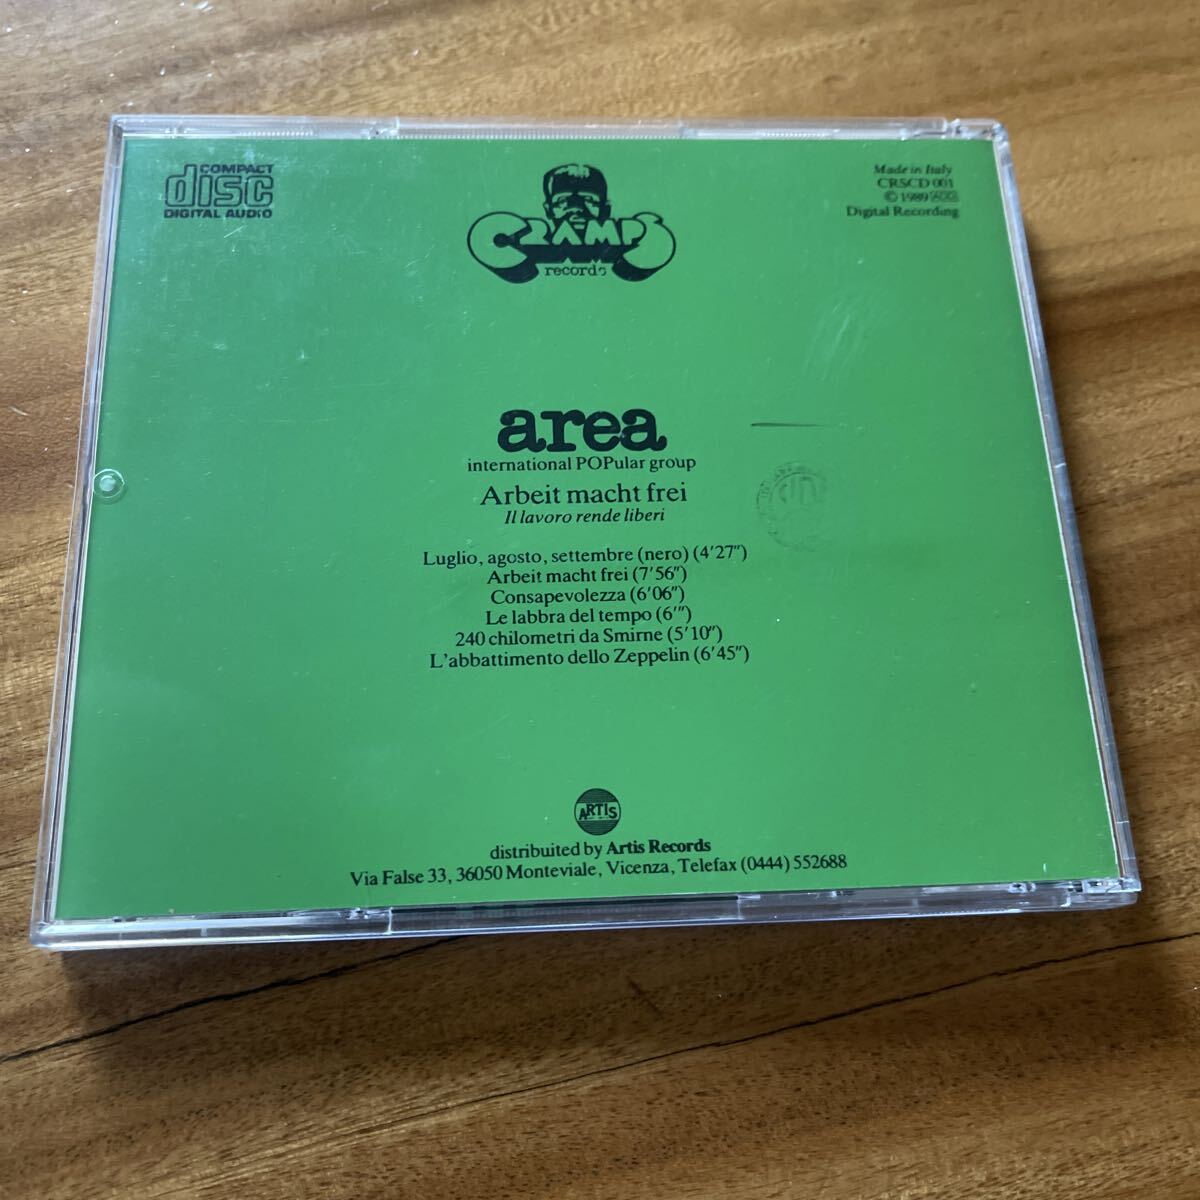 COMPACT
disc
DIGITAL AUDIO
CRAMPS
records
Made in Italy
CRSCD 001
© 1989
Digital Recording
area
international POPular group
Arbeit macht frei
Il lavoro rende liberi
Luglio, agosto, settembre (nero) (4'27")
Arbeit macht frei (7'56")
Consapevolezza (6'06")
Le labbra del tempo (6'")
240 chilometri da Smirne (5'10")
L'abbattimento dello Zeppelin (6'45")
ARTIS
distribuited by Artis Records
Via False 33, 36050 Monteviale, Vicenza, Telefax (0444) 552688